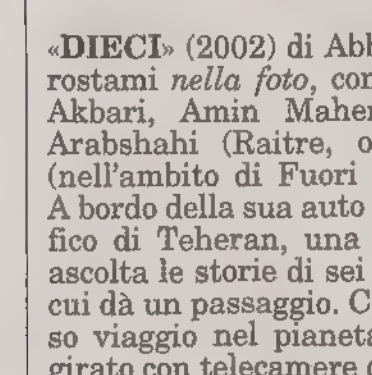 «DIECI» (2002) di Abb
rostami nella foto, con
Akbari, Amin Maher
Arabshahi (Raitre, o
(nell'ambito di Fuori
A bordo della sua auto
fico di Teheran, una
ascolta le storie di sei
cui dà un passaggio. C
so viaggio nel pianeta
girato con telecamere